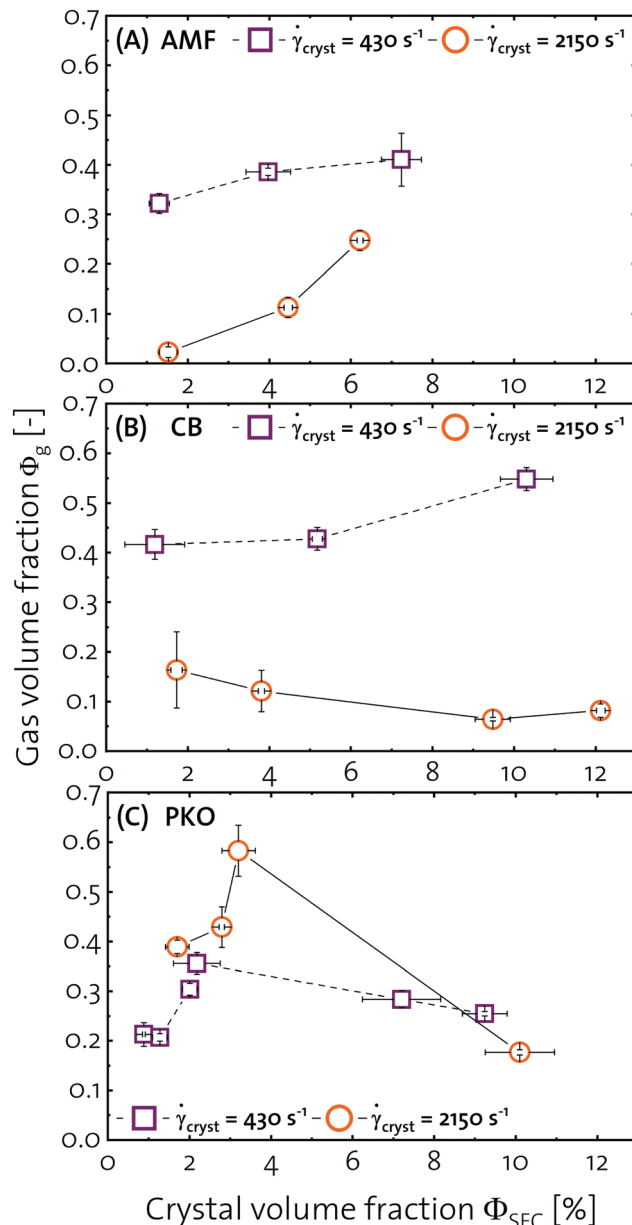 0.7
(A) AMF
γ̇cryst = 430 s⁻¹
γ̇cryst = 2150 s⁻¹
0.6
0.5
0.4
0.3
0.2
0.1
0.0
0 2 4 6 8 10 12
0.7
(B) CB
γ̇cryst = 430 s⁻¹
γ̇cryst = 2150 s⁻¹
0.6
0.5
0.4
0.3
0.2
0.1
0.0
0 2 4 6 8 10 12
0.7
(C) PKO
0.6
0.5
0.4
0.3
0.2
0.1
γ̇cryst = 430 s⁻¹
γ̇cryst = 2150 s⁻¹
0.0
0 2 4 6 8 10 12
Gas volume fraction Φg [-]
Crystal volume fraction ΦSFC [%]